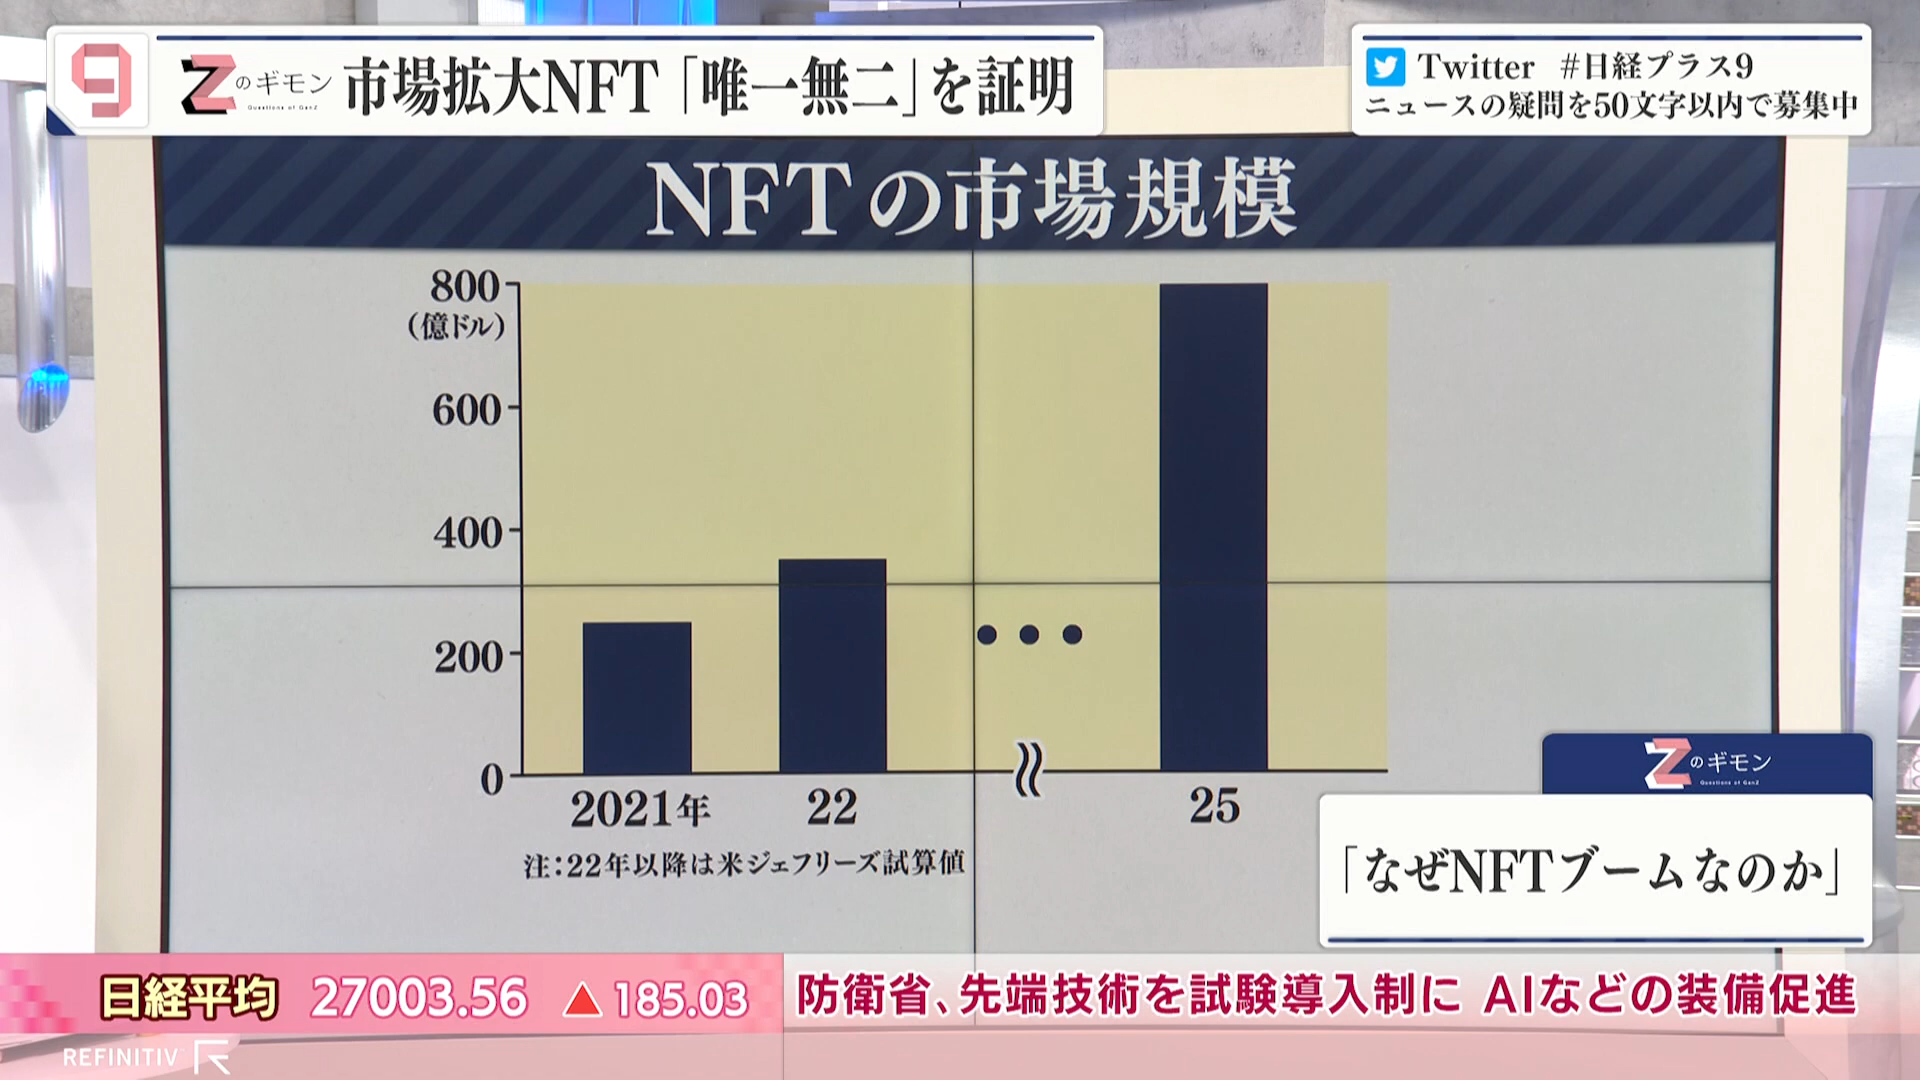 9
Zのギモン
Questions of GenZ
市場拡大NFT「唯一無二」を証明
Twitter #日経プラス9
ニュースの疑問を50文字以内で募集中
NFTの市場規模
800
(億ドル)
600
400
200
0
2021年 22 25
注:22年以降は米ジェフリーズ試算値
Zのギモン
Questions of GenZ
「なぜNFTブームなのか」
日経平均 27003.56 ▲185.03
防衛省、先端技術を試験導入制に AIなどの装備促進
REFINITIV